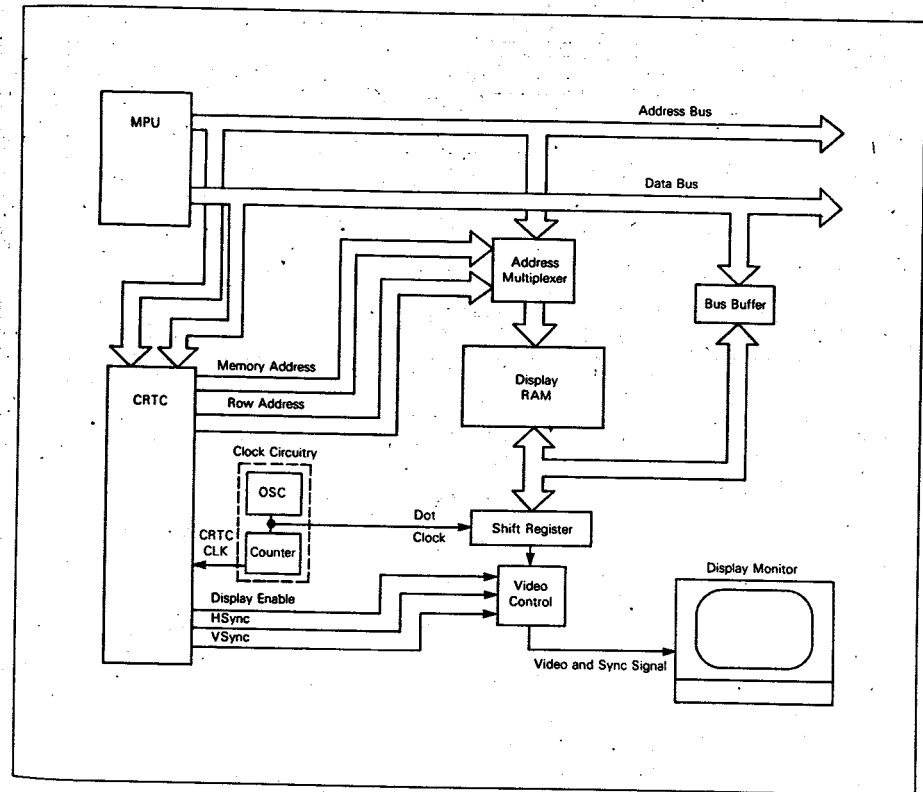 Address Bus
MPU
Data Bus
Address
Multiplexer
Bus Buffer
Memory Address
Display
RAM
CRTC
Row Address
Clock Circuitry
OSC
Dot
Clock
Shift Register
CRTC
CLK
Counter
Display Monitor
Video
Control
Display Enable
HSync
VSync
Video and Sync Signal